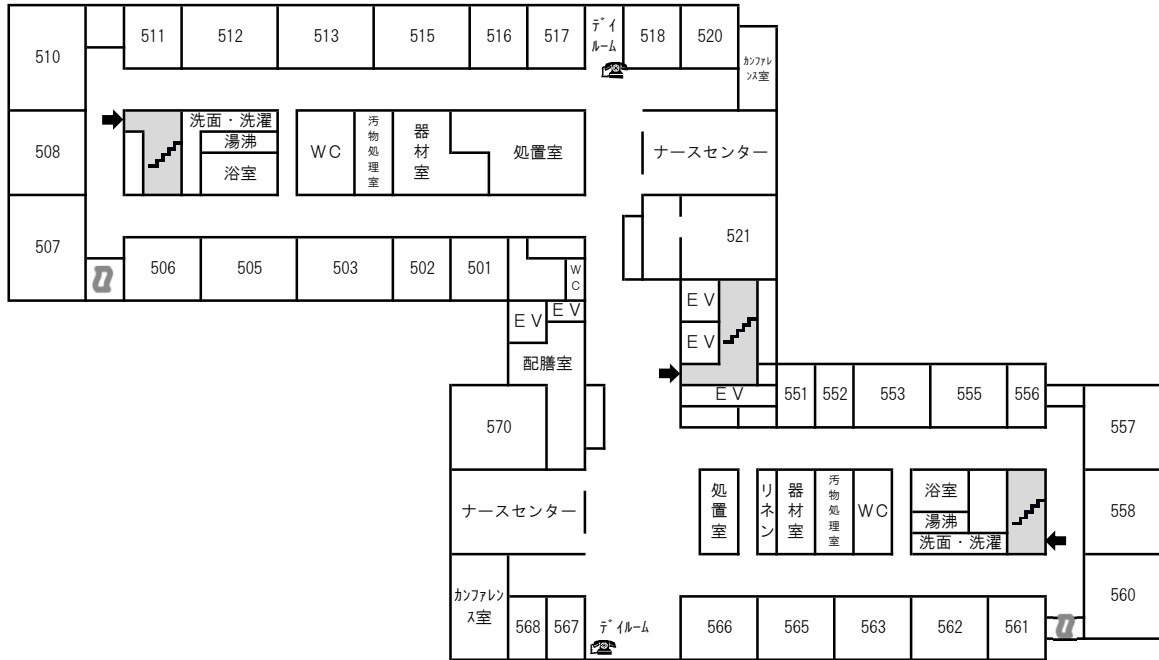 511
512
513
515
516
517
ﾃﾞｲ
ﾙｰﾑ
518
520
510
ｶﾝﾌｧﾚ
ﾝｽ室
508
洗面・洗濯
湯沸
浴室
ＷＣ
汚物処理室
器材室
処置室
ナースセンター
507
506
505
503
502
501
ＷＣ
521
ＥＶ
ＥＶ
ＥＶ
ＥＶ
配膳室
ＥＶ
551
552
553
555
556
557
570
ナースセンター
処置室
リネン
器材室
汚物処理室
ＷＣ
浴室
湯沸
洗面・洗濯
558
560
ｶﾝﾌｧﾚﾝ
ｽ室
568
567
ﾃﾞｲﾙｰﾑ
566
565
563
562
561